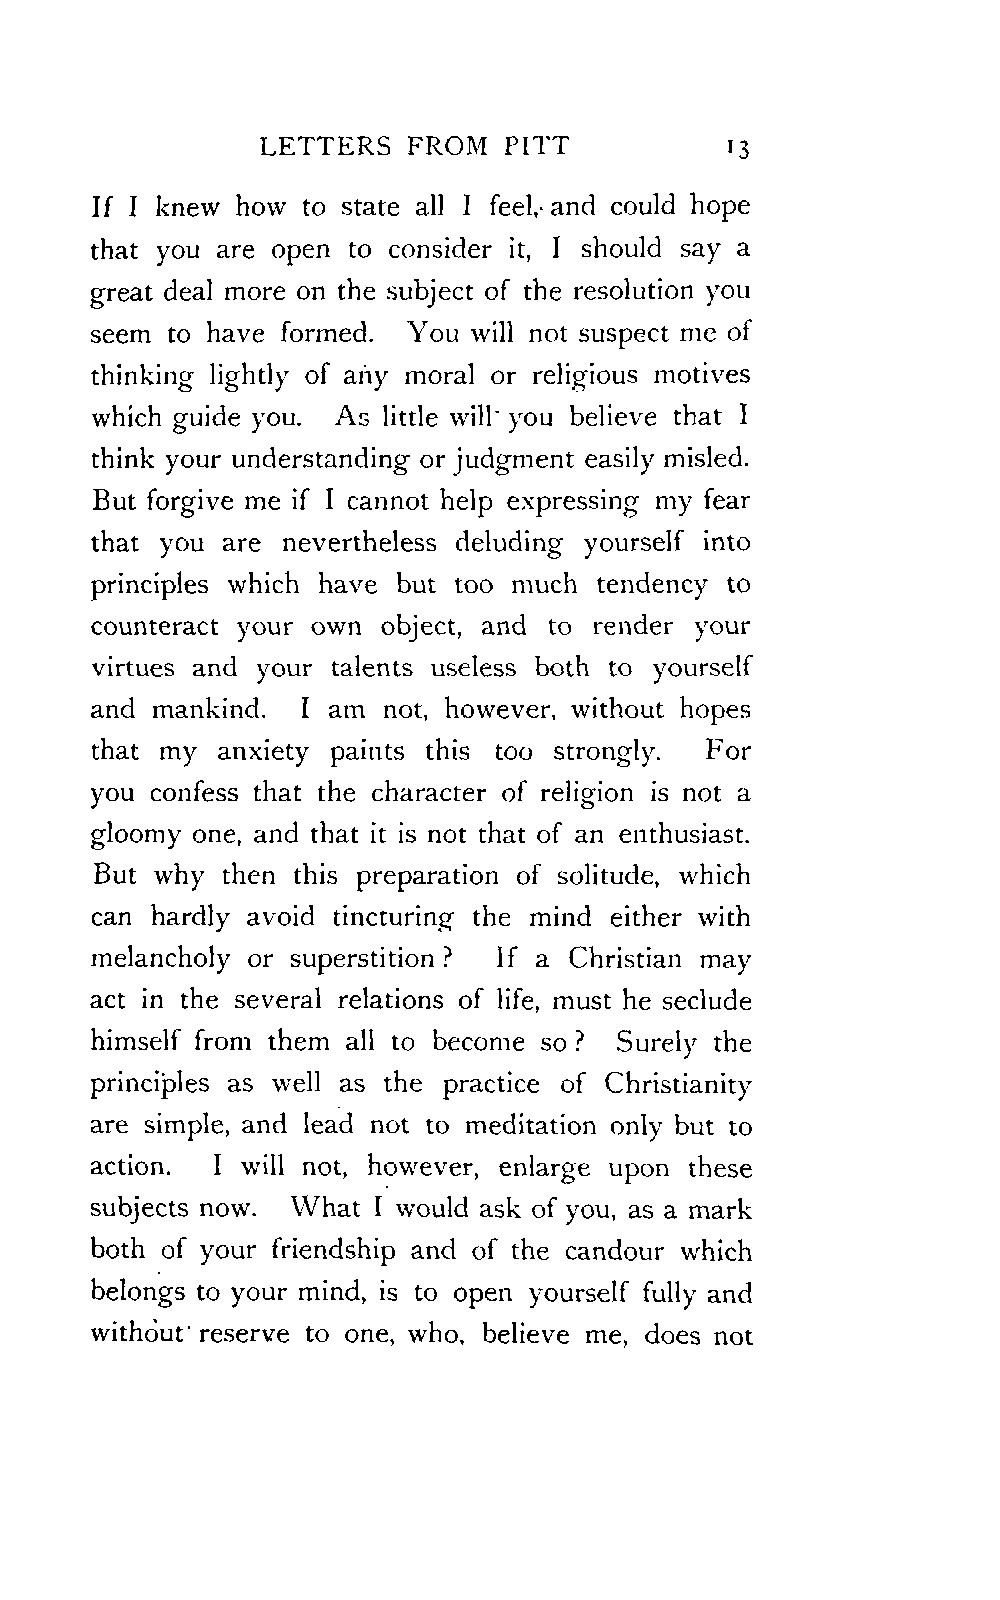 LETTERS FROM PITT 13
If I knew how to state all I feel, and could hope
that you are open to consider it, I should say a
great deal more on the subject of the resolution you
seem to have formed. You will not suspect me of
thinking lightly of any moral or religious motives
which guide you. As little will you believe that I
think your understanding or judgment easily misled.
But forgive me if I cannot help expressing my fear
that you are nevertheless deluding yourself into
principles which have but too much tendency to
counteract your own object, and to render your
virtues and your talents useless both to yourself
and mankind. I am not, however, without hopes
that my anxiety paints this too strongly. For
you confess that the character of religion is not a
gloomy one, and that it is not that of an enthusiast.
But why then this preparation of solitude, which
can hardly avoid tincturing the mind either with
melancholy or superstition? If a Christian may
act in the several relations of life, must he seclude
himself from them all to become so? Surely the
principles as well as the practice of Christianity
are simple, and lead not to meditation only but to
action. I will not, however, enlarge upon these
subjects now. What I would ask of you, as a mark
both of your friendship and of the candour which
belongs to your mind, is to open yourself fully and
without reserve to one, who, believe me, does not